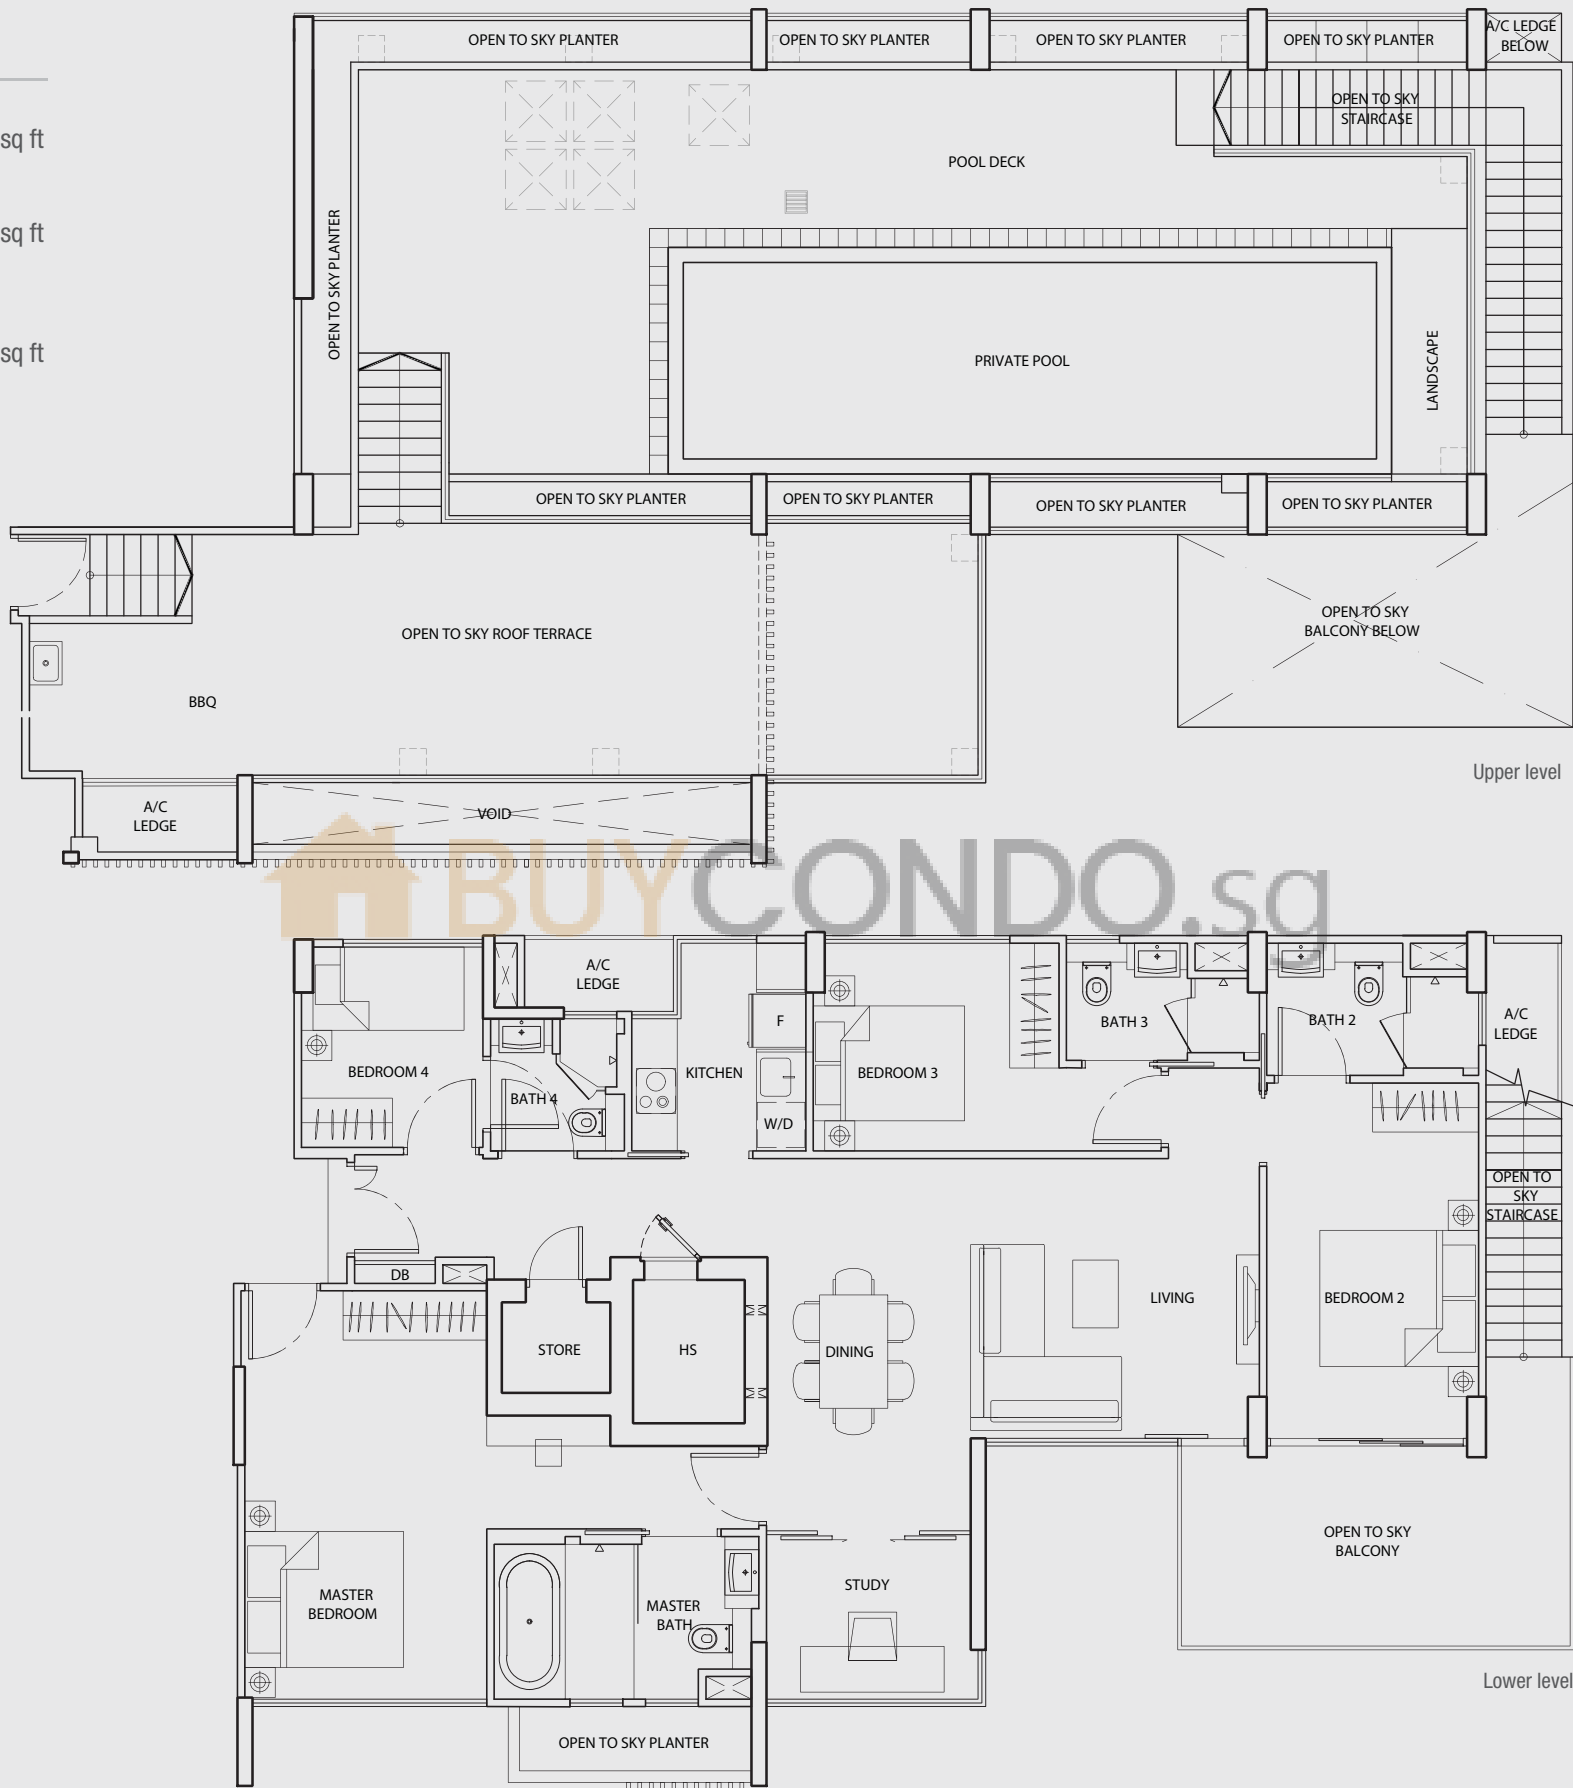 sq ft
sq ft
sq ft
OPEN TO SKY PLANTER
OPEN TO SKY PLANTER
OPEN TO SKY PLANTER
OPEN TO SKY PLANTER
A/C LEDGE
BELOW
OPEN TO SKY
STAIRCASE
POOL DECK
OPEN TO SKY PLANTER
PRIVATE POOL
LANDSCAPE
OPEN TO SKY PLANTER
OPEN TO SKY PLANTER
OPEN TO SKY PLANTER
OPEN TO SKY PLANTER
OPEN TO SKY ROOF TERRACE
OPEN TO SKY
BALCONY BELOW
BBQ
Upper level
A/C
LEDGE
VOID
BUYCONDO.sg
A/C
LEDGE
F
BATH 3
BATH 2
A/C
LEDGE
BEDROOM 4
KITCHEN
BEDROOM 3
BATH 4
W/D
OPEN TO
SKY
STAIRCASE
DB
LIVING
BEDROOM 2
STORE
HS
DINING
OPEN TO SKY
BALCONY
MASTER
BEDROOM
MASTER
BATH
STUDY
Lower level
OPEN TO SKY PLANTER